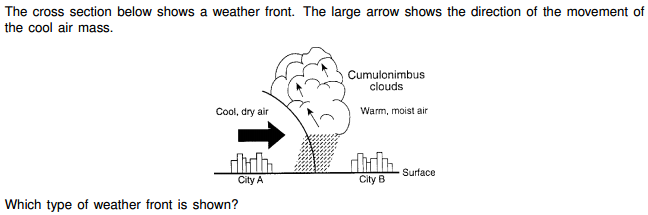 The cross section below shows a weather front. The large arrow shows the direction of the movement of
the cool air mass.
Cumulonimbus
clouds
Cool, dry air
Warm, moist air
Surface
City A
City B
Which type of weather front is shown?